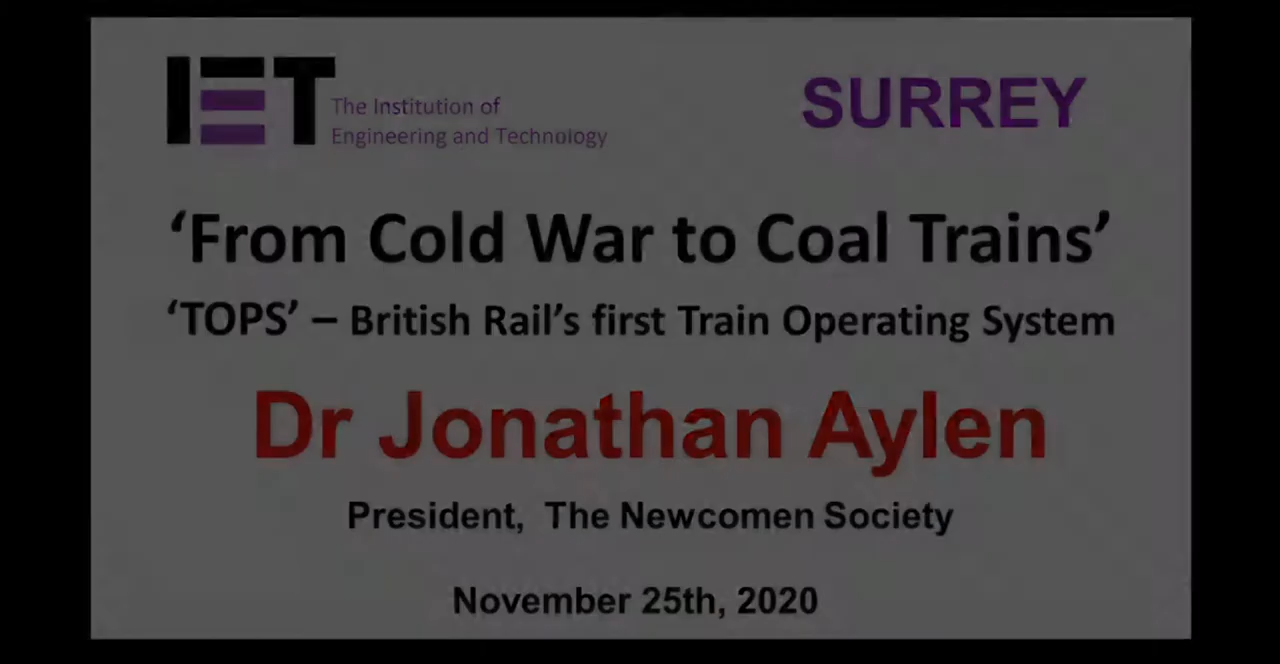 IET The Institution of
Engineering and Technology
SURREY
‘From Cold War to Coal Trains’
‘TOPS’ – British Rail’s first Train Operating System
Dr Jonathan Aylen
President, The Newcomen Society
November 25th, 2020